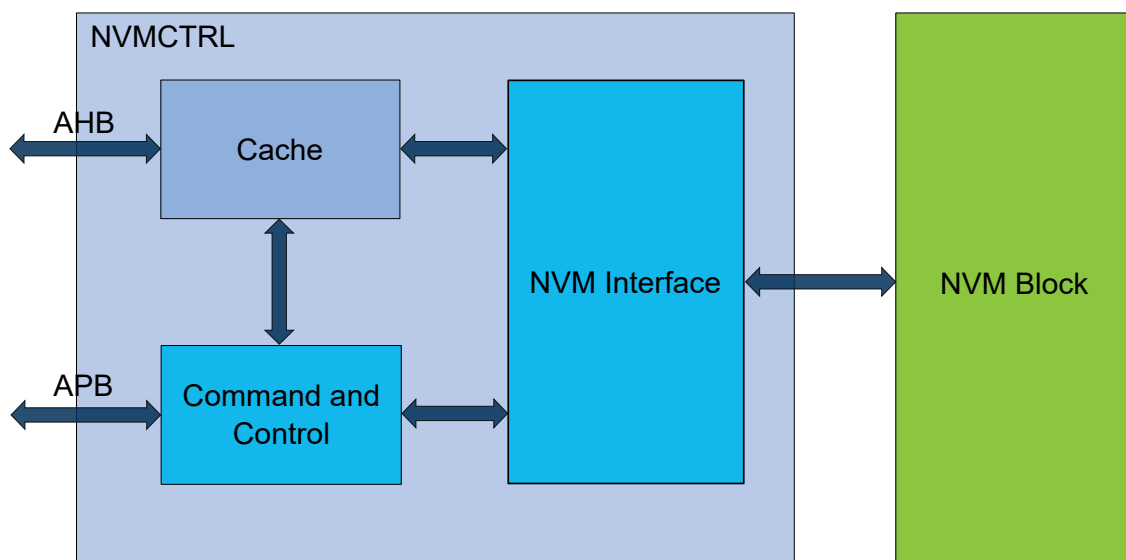 NVMCTRL
AHB
Cache
NVM Interface
NVM Block
APB
Command and
Control